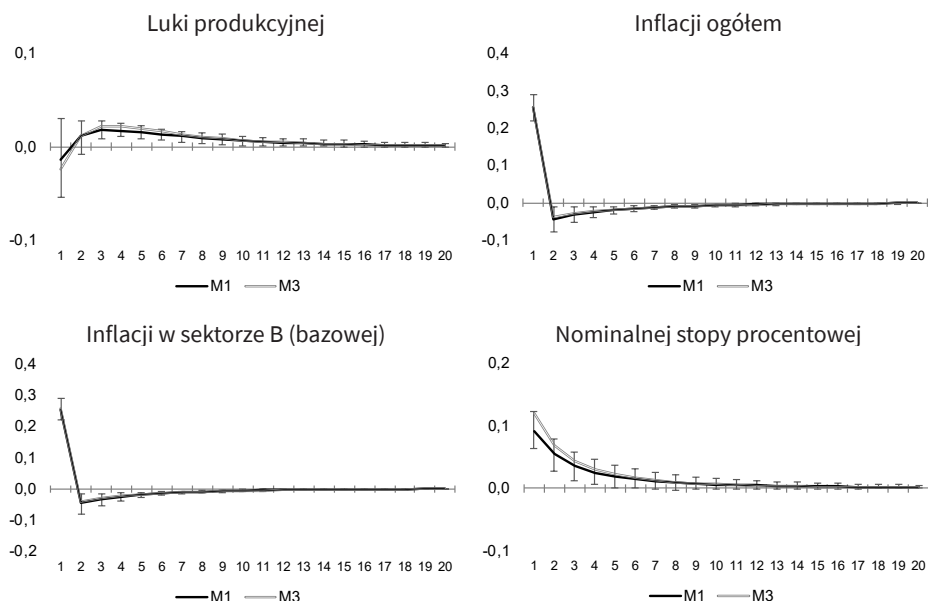 Luki produkcyjnej
0,1
0,0
-0,1
1 2 3 4 5 6 7 8 9 10 11 12 13 14 15 16 17 18 19 20
M1 M3
Inflacji ogółem
0,4
0,3
0,2
0,1
0,0
-0,1
1 2 3 4 5 6 7 8 9 10 11 12 13 14 15 16 17 18 19 20
M1 M3
Inflacji w sektorze B (bazowej)
0,4
0,3
0,2
0,1
0,0
-0,1
-0,2
1 2 3 4 5 6 7 8 9 10 11 12 13 14 15 16 17 18 19 20
M1 M3
Nominalnej stopy procentowej
0,2
0,1
0,0
-0,1
1 2 3 4 5 6 7 8 9 10 11 12 13 14 15 16 17 18 19 20
M1 M3